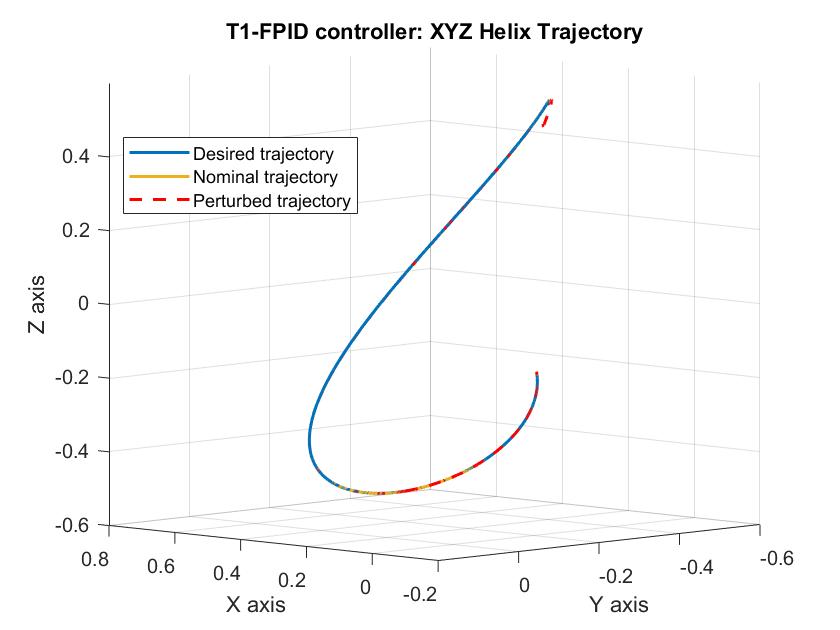 T1-FPID controller: XYZ Helix Trajectory
Desired trajectory
Nominal trajectory
Perturbed trajectory
0.4
0.2
0
-0.2
-0.4
-0.6
Z axis
0.8
0.6
0.4
0.2
0
-0.2
X axis
0
-0.2
-0.4
-0.6
Y axis